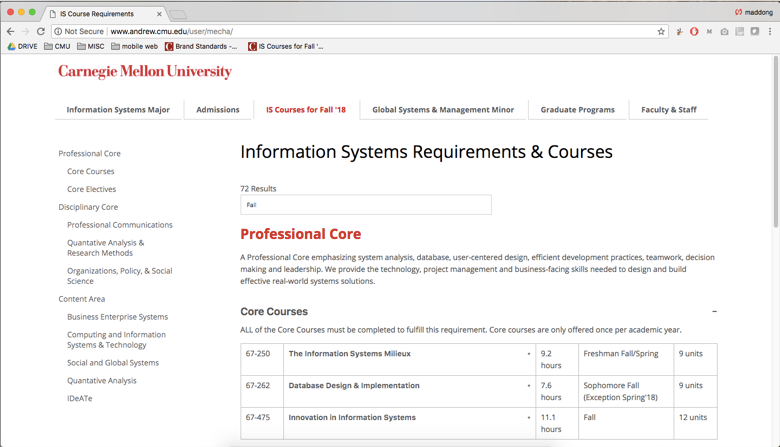 IS Course Requirements
maddong
Not Secure | www.andrew.cmu.edu/user/mecha/
DRIVE CMU MISC mobile web Brand Standards -... IS Courses for Fall '...
Carnegie Mellon University
Information Systems Major Admissions IS Courses for Fall '18 Global Systems & Management Minor Graduate Programs Faculty & Staff
Information Systems Requirements & Courses
Professional Core
Core Courses
Core Electives
Disciplinary Core
Professional Communications
Quantative Analysis &
Research Methods
Organizations, Policy, & Social
Science
Content Area
Business Enterprise Systems
Computing and Information
Systems & Technology
Social and Global Systems
Quantative Analysis
IDeATe
72 Results
Fall
Professional Core
A Professional Core emphasizing system analysis, database, user-centered design, efficient development practices, teamwork, decision
making and leadership. We provide the technology, project management and business-facing skills needed to design and build
effective real-world systems solutions.
Core Courses –
ALL of the Core Courses must be completed to fulfill this requirement. Core courses are only offered once per academic year.
67-250 The Information Systems Milieux 9.2 hours Freshman Fall/Spring 9 units
67-262 Database Design & Implementation 7.6 hours Sophomore Fall (Exception Spring'18) 9 units
67-475 Innovation in Information Systems 11.1 hours Fall 12 units